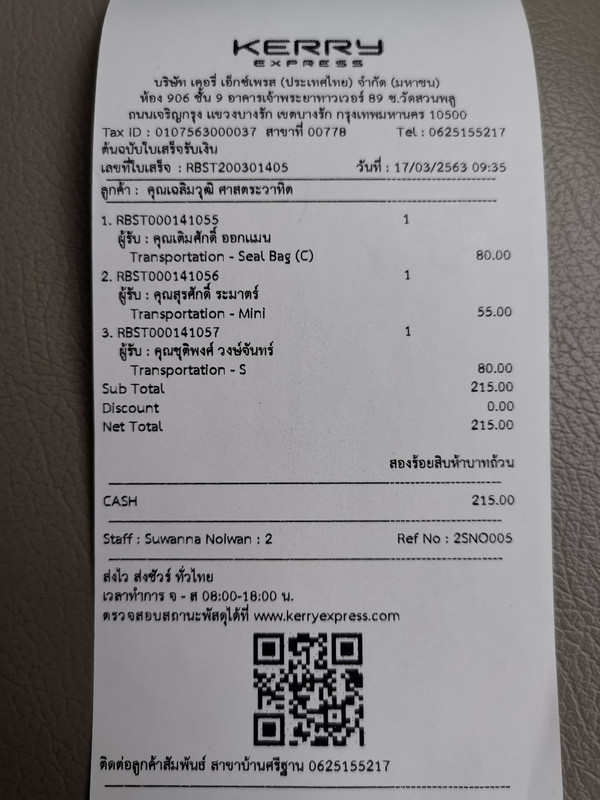 KERRY
EXPRESS
บริษัท เคอรี่ เอ็กซ์เพรส (ประเทศไทย) จำกัด (มหาชน)
ห้อง 906 ชั้น 9 อาคารเจ้าพระยาทาวเวอร์ 89 ซ.วัดสวนพลู
ถนนเจริญกรุง แขวงบางรัก เขตบางรัก กรุงเทพมหานคร 10500
Tax ID : 0107563000037 สาขาที่ 00778 Tel : 0625155217
ต้นฉบับใบเสร็จรับเงิน
เลขที่ใบเสร็จ : RBST200301405 วันที่ : 17/03/2563 09:35
ลูกค้า : คุณเฉลิมวุฒิ ศาสตระวาทิต
1. RBST000141055 1
ผู้รับ : คุณเติมศักดิ์ ออกแมน
Transportation - Seal Bag (C) 80.00
2. RBST000141056 1
ผู้รับ : คุณสุรศักดิ์ ระมาตร์
Transportation - Mini 55.00
3. RBST000141057 1
ผู้รับ : คุณชุติพงศ์ วงษ์จันทร์
Transportation - S 80.00
Sub Total 215.00
Discount 0.00
Net Total 215.00
สองร้อยสิบห้าบาทถ้วน
CASH 215.00
Staff : Suwanna Noiwan : 2 Ref No : 2SNO005
ส่งไว ส่งชัวร์ ทั่วไทย
เวลาทำการ จ - ส 08:00-18:00 น.
ตรวจสอบสถานะพัสดุได้ที่ www.kerryexpress.com
ติดต่อลูกค้าสัมพันธ์ สาขาบ้านศรีฐาน 0625155217